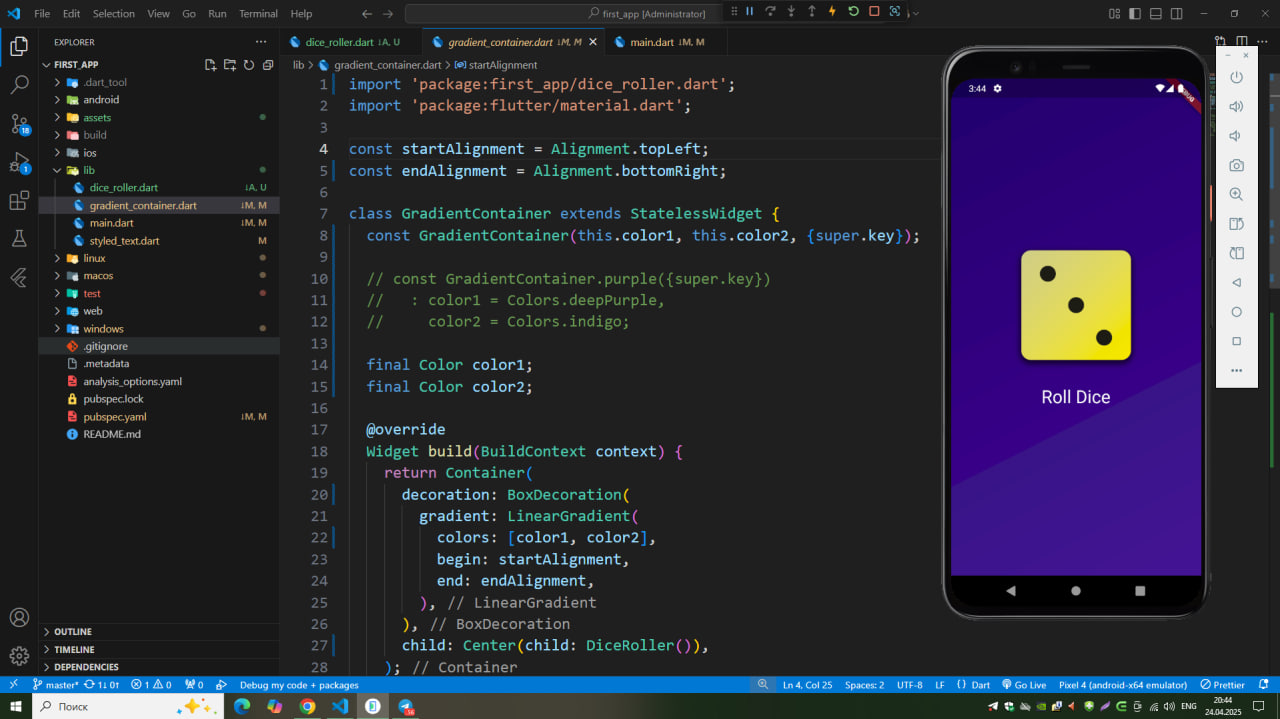 File Edit Selection View Go Run Terminal Help
first_app [Administrator]
EXPLORER
FIRST_APP
.dart_tool
android
assets
build
ios
lib
dice_roller.dart ↓A, U
gradient_container.dart ↓M, M
main.dart ↓M, M
styled_text.dart M
linux
macos
test
web
windows
.gitignore
.metadata
analysis_options.yaml
pubspec.lock
pubspec.yaml ↓M, M
README.md
OUTLINE
TIMELINE
DEPENDENCIES
18
1
dice_roller.dart ↓A, U
gradient_container.dart ↓M, M
main.dart ↓M, M
lib > gradient_container.dart > startAlignment
1 import 'package:first_app/dice_roller.dart';
2 import 'package:flutter/material.dart';
3
4 const startAlignment = Alignment.topLeft;
5 const endAlignment = Alignment.bottomRight;
6
7 class GradientContainer extends StatelessWidget {
8 const GradientContainer(this.color1, this.color2, {super.key});
9
10 // const GradientContainer.purple({super.key})
11 // : color1 = Colors.deepPurple,
12 // color2 = Colors.indigo;
13
14 final Color color1;
15 final Color color2;
16
17 @override
18 Widget build(BuildContext context) {
19 return Container(
20 decoration: BoxDecoration(
21 gradient: LinearGradient(
22 colors: [color1, color2],
23 begin: startAlignment,
24 end: endAlignment,
25 ), // LinearGradient
26 ), // BoxDecoration
27 child: Center(child: DiceRoller()),
28 ); // Container
3:44
Roll Dice
master* 1↓ 0↑ 1 0 0 Debug my code + packages
Ln 4, Col 25 Spaces: 2 UTF-8 LF {} Dart Go Live Pixel 4 (android-x64 emulator) Prettier
Поиск
56
ENG
20:44
24.04.2025